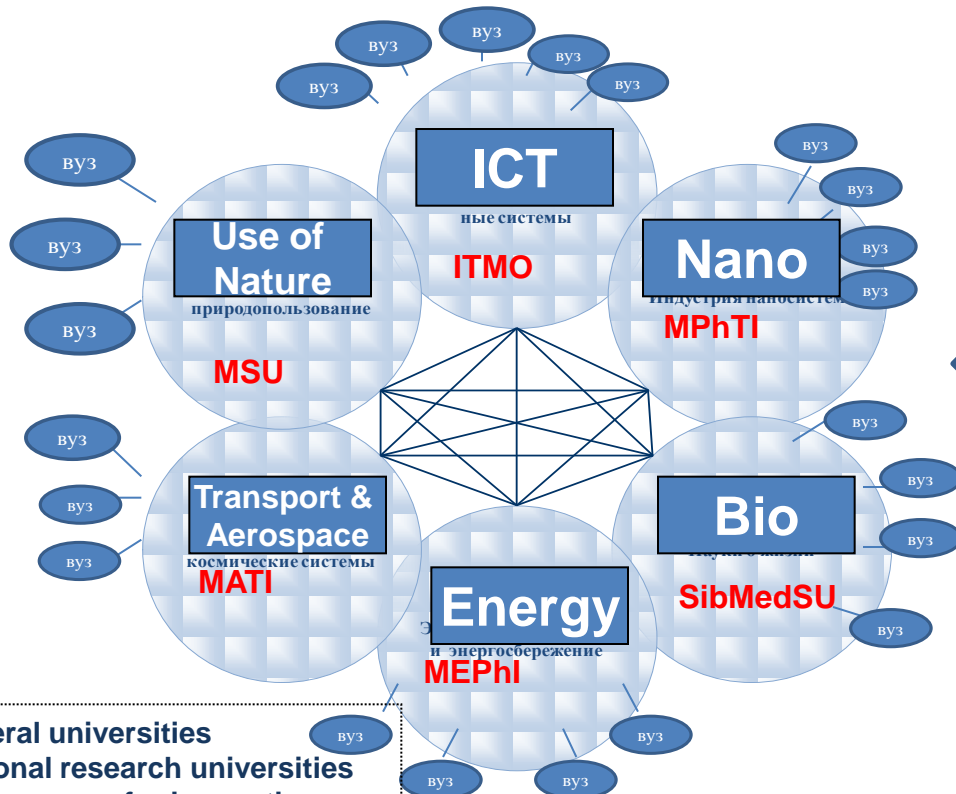 вуз
вуз
вуз
вуз
вуз
ICT
ные системы
ITMO
вуз
вуз
вуз
Use of
Nature
природопользование
MSU
вуз
вуз
вуз
вуз
Nano
Индустрия наносистем
MPhTI
вуз
вуз
вуз
Transport &
Aerospace
космические системы
MATI
вуз
вуз
вуз
вуз
Bio
SibMedSU
Energy
и энергосбережение
MEPhI
вуз
вуз
вуз
вуз
eral universities
onal research universities